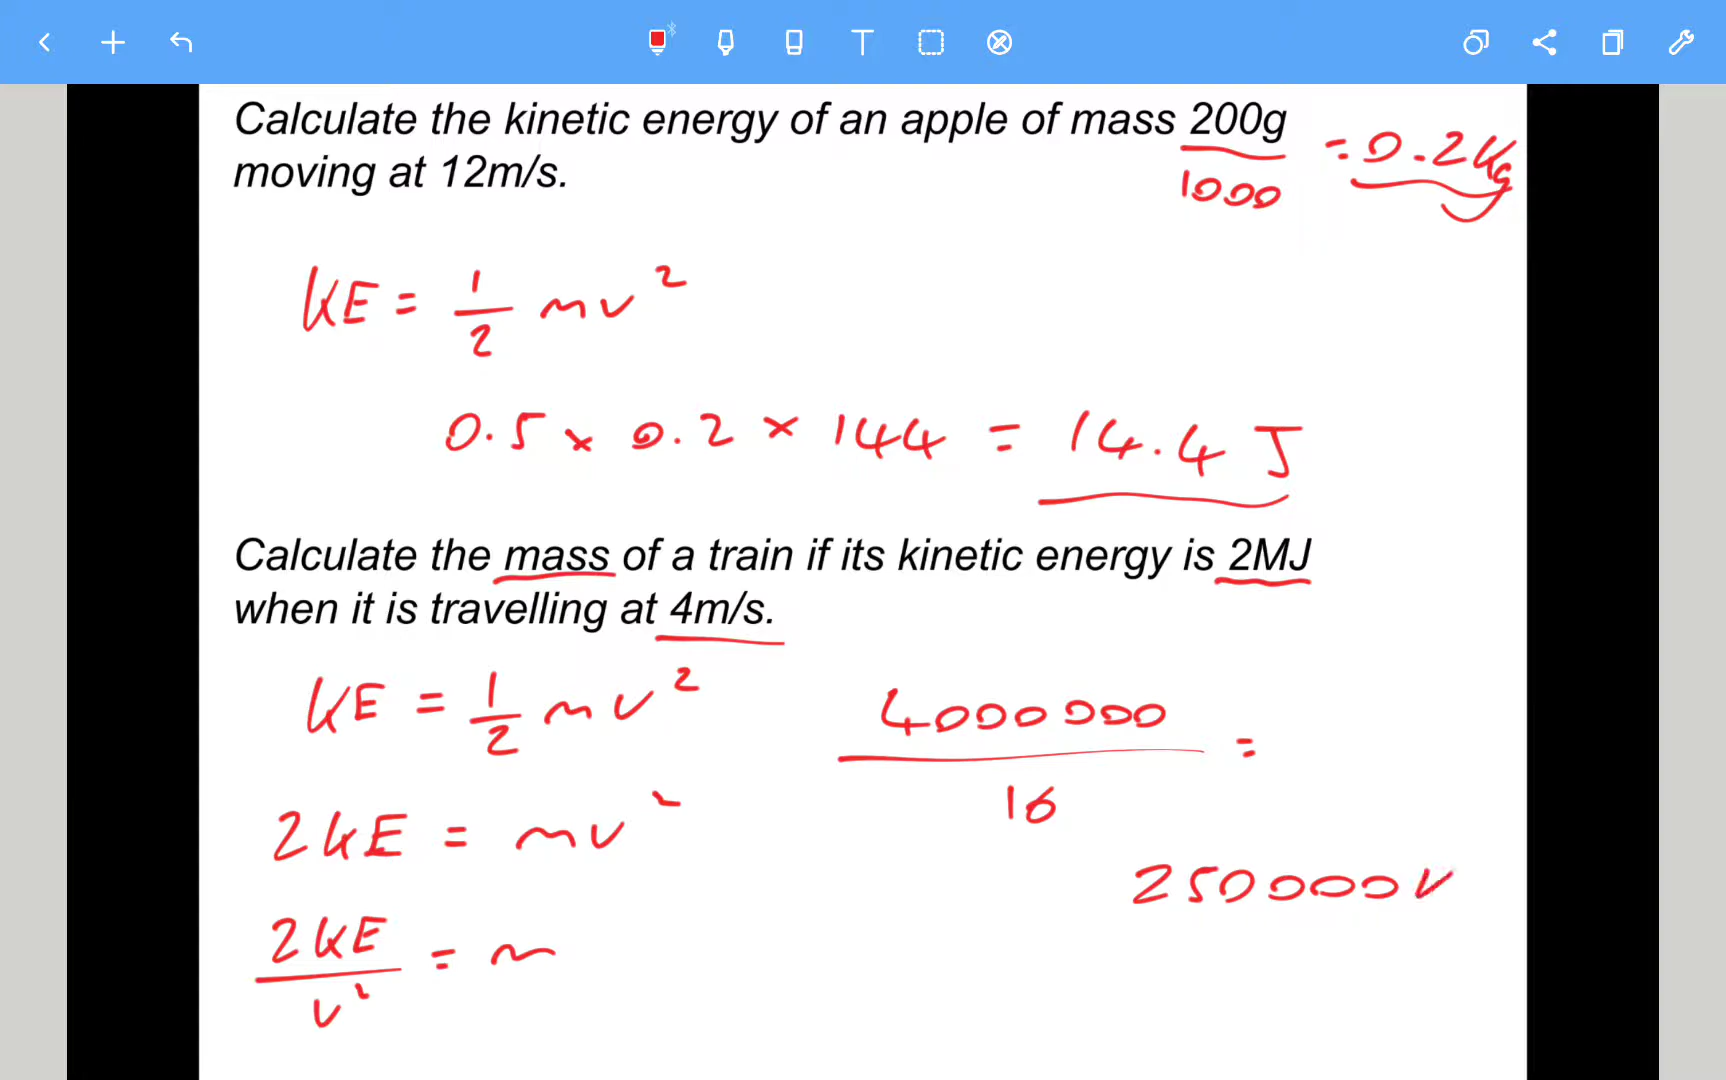 Calculate the kinetic energy of an apple of mass 200g
moving at 12m/s.
1000
= 0.2Kg
KE = 1/2 mv²
0.5 × 0.2 × 144 = 14.4 J
Calculate the mass of a train if its kinetic energy is 2MJ
when it is travelling at 4m/s.
KE = 1/2 mv²
2KE = mv²
2KE/v² = m
4000000/16 =
250000